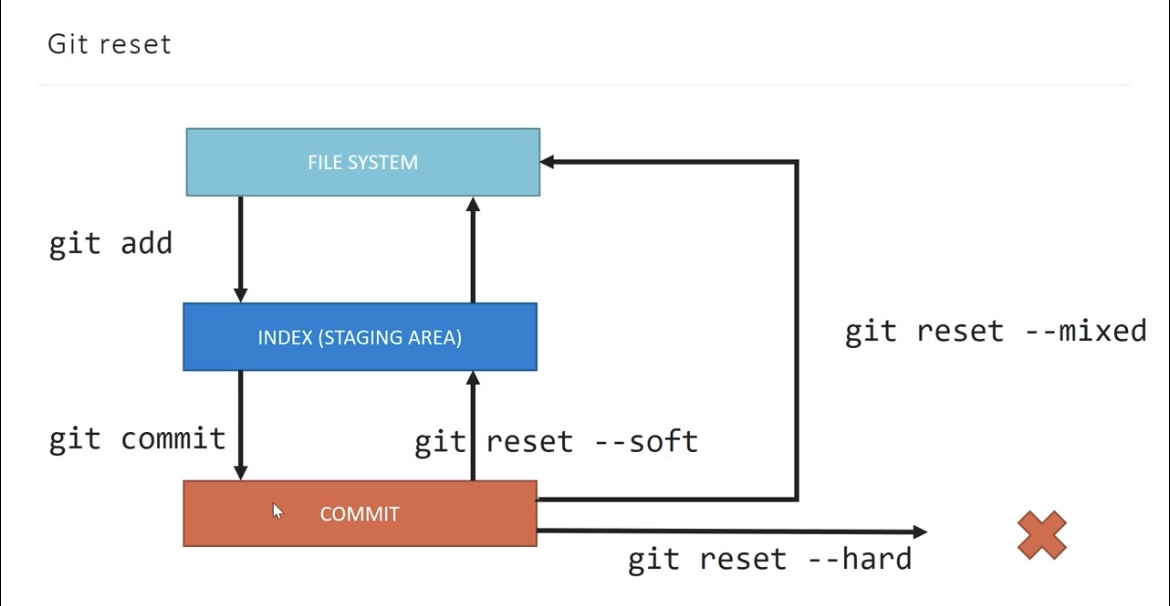 Git reset
FILE SYSTEM
git add
INDEX (STAGING AREA)
git reset --mixed
git commit
git reset --soft
COMMIT
git reset --hard